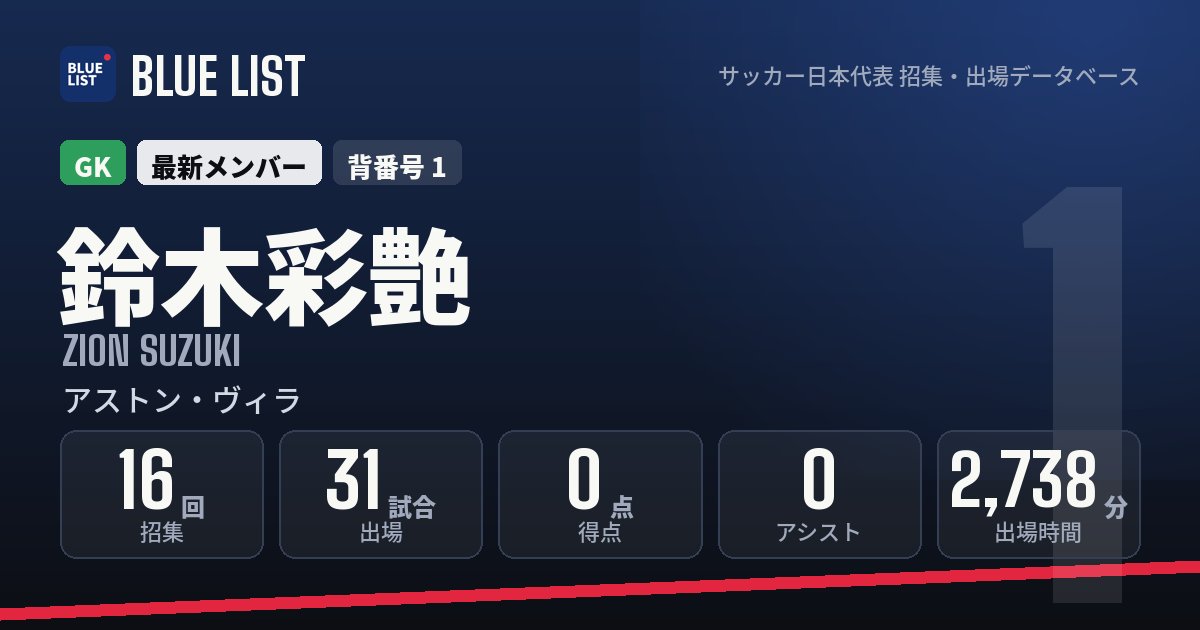 BLUE
LIST
BLUE LIST
サッカー日本代表 招集・出場データベース
GK
最新メンバー
背番号 1
1
鈴木彩艶
ZION SUZUKI
アストン・ヴィラ
16回
招集
31試合
出場
0点
得点
0
アシスト
2,738分
出場時間